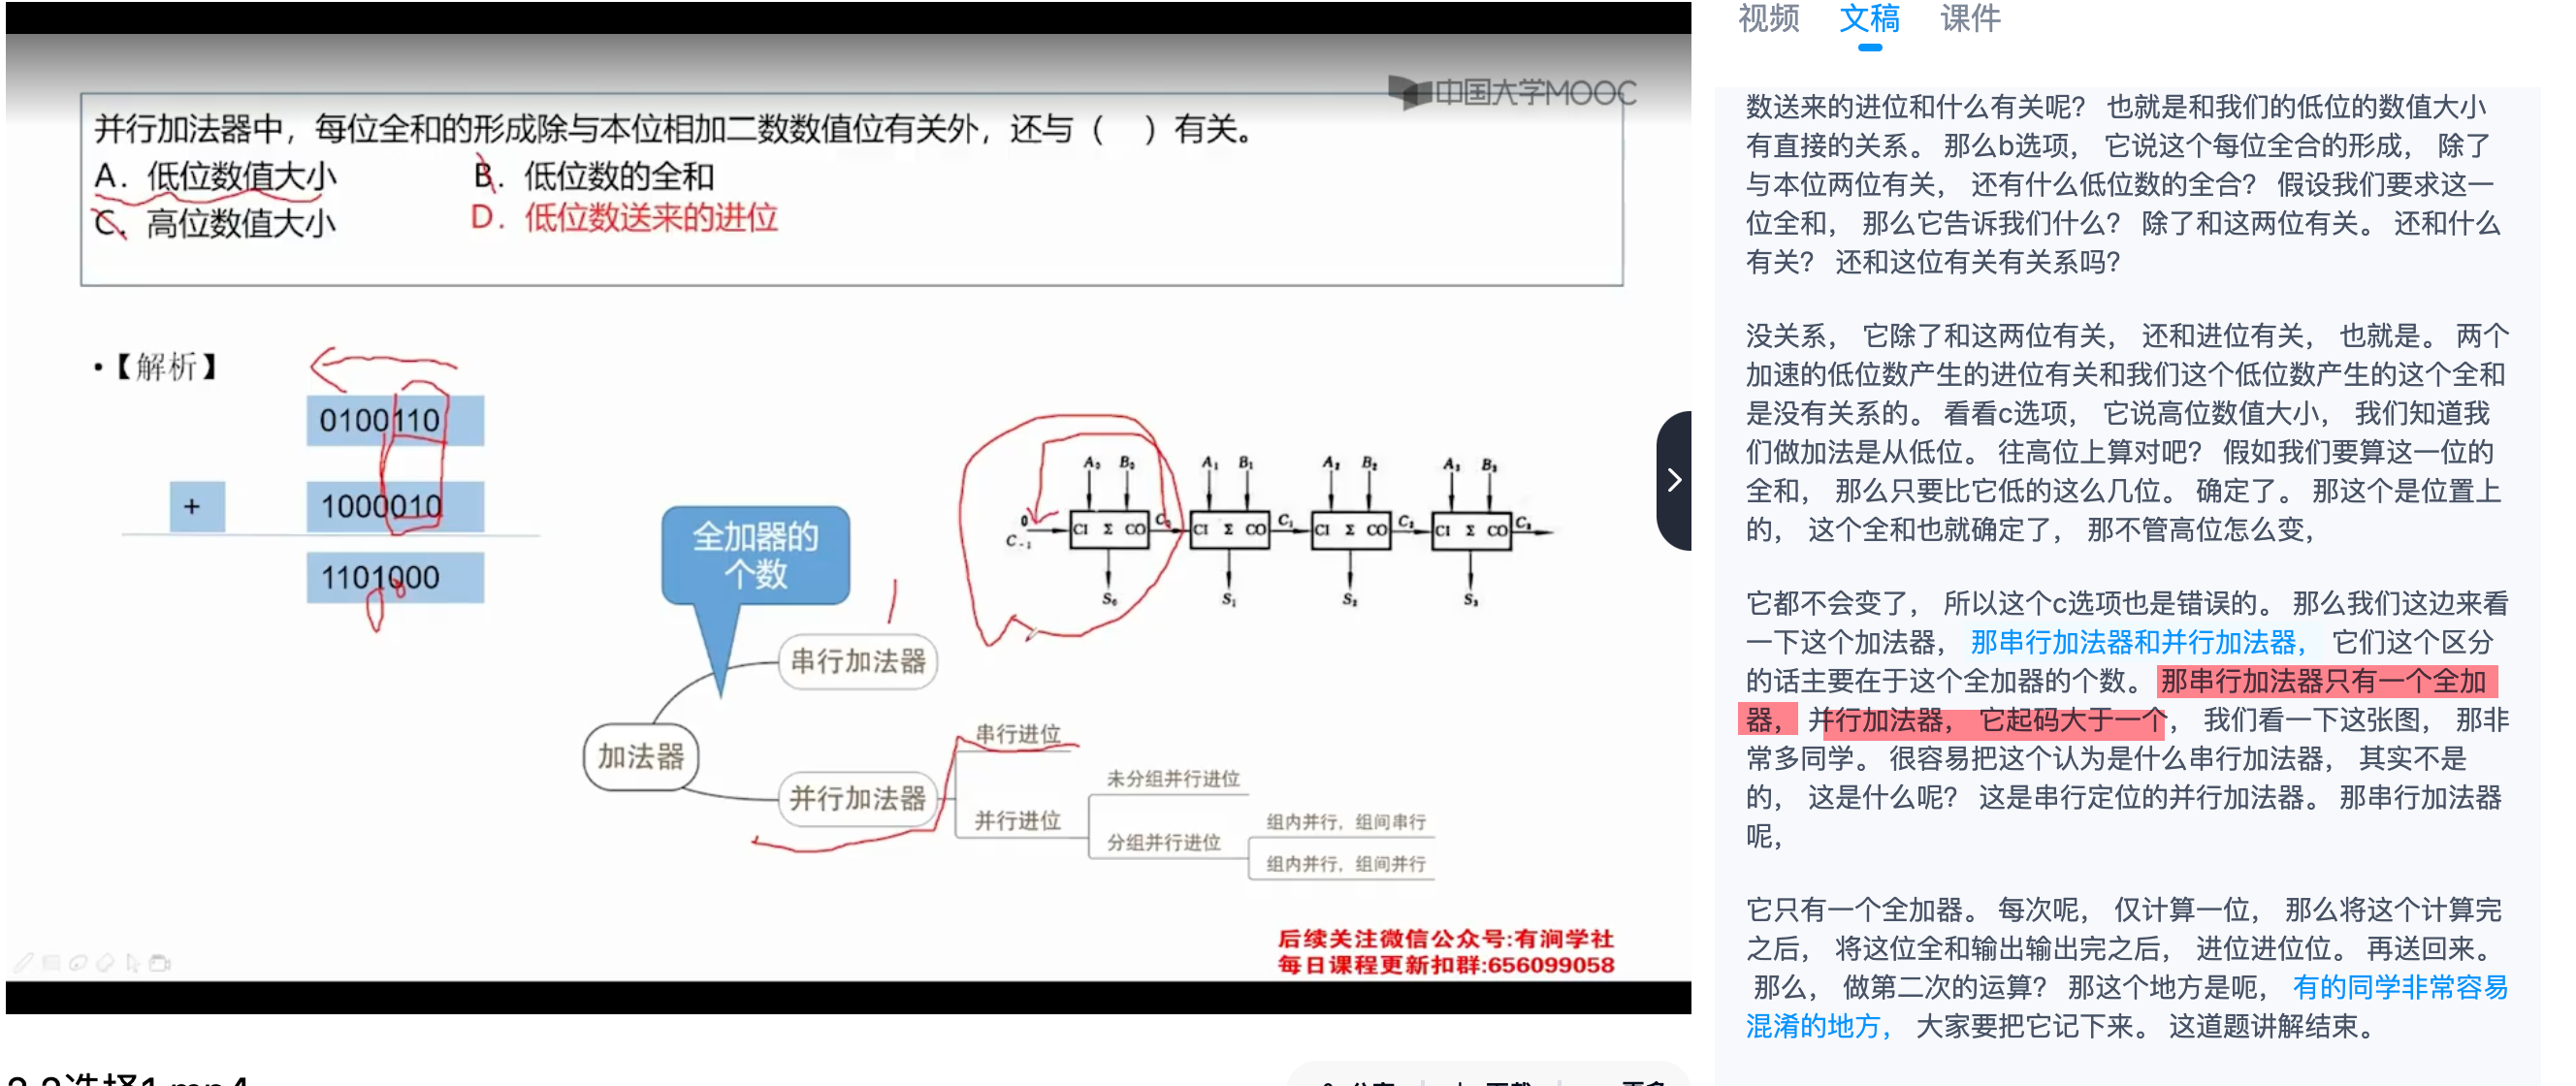 视频 文稿 课件
中国大学MOOC
并行加法器中，每位全和的形成除与本位相加二数数值位有关外，还与（ ）有关。
A. 低位数值大小 B. 低位数的全和
C. 高位数值大小 D. 低位数送来的进位
•【解析】
0100110
+ 1000010
1101000
全加器的
个数
A₀ B₀ A₁ B₁ A₂ B₂ A₃ B₃
0 CI Σ CO C₀ CI Σ CO C₁ CI Σ CO C₂ CI Σ CO C₃
C₋₁
S₀ S₁ S₂ S₃
串行加法器
加法器
并行加法器
串行进位
并行进位
未分组并行进位
分组并行进位
组内并行，组间串行
组内并行，组间并行
后续关注微信公众号:有涧学社
每日课程更新扣群:656099058
数送来的进位和什么有关呢？ 也就是和我们的低位的数值大小
有直接的关系。 那么b选项， 它说这个每位全合的形成， 除了
与本位两位有关， 还有什么低位数的全合？ 假设我们要求这一
位全和， 那么它告诉我们什么？ 除了和这两位有关。 还和什么
有关？ 还和这位有关有关系吗？
没关系， 它除了和这两位有关， 还和进位有关， 也就是。 两个
加速的低位数产生的进位有关和我们这个低位数产生的这个全和
是没有关系的。 看看c选项， 它说高位数值大小， 我们知道我
们做加法是从低位。 往高位上算对吧？ 假如我们要算这一位的
全和， 那么只要比它低的这么几位。 确定了。 那这个是位置上
的， 这个全和也就确定了， 那不管高位怎么变，
它都不会变了， 所以这个c选项也是错误的。 那么我们这边来看
一下这个加法器， 那串行加法器和并行加法器， 它们这个区分
的话主要在于这个全加器的个数。 那串行加法器只有一个全加
器， 并行加法器， 它起码大于一个， 我们看一下这张图， 那非
常多同学。 很容易把这个认为是什么串行加法器， 其实不是
的， 这是什么呢？ 这是串行定位的并行加法器。 那串行加法器
呢，
它只有一个全加器。 每次呢， 仅计算一位， 那么将这个计算完
之后， 将这位全和输出输出完之后， 进位进位位。 再送回来。
那么， 做第二次的运算？ 那这个地方是呃， 有的同学非常容易
混淆的地方， 大家要把它记下来。 这道题讲解结束。